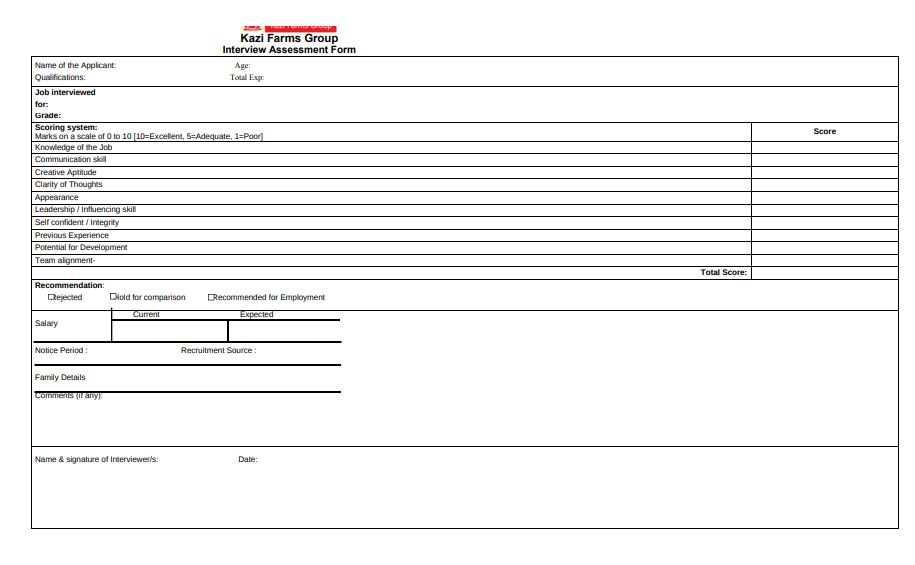 Kazi Farms Group
Kazi Farms Group
Interview Assessment Form
Name of the Applicant: Age:
Qualifications: Total Exp:
Job interviewed
for:
Grade:
Scoring system:
Marks on a scale of 0 to 10 [10=Excellent, 5=Adequate, 1=Poor] Score
Knowledge of the Job
Communication skill
Creative Aptitude
Clarity of Thoughts
Appearance
Leadership / Influencing skill
Self confident / Integrity
Previous Experience
Potential for Development
Team alignment-
Total Score:
Recommendation:
Rejected Hold for comparison Recommended for Employment
Current Expected
Salary
Notice Period : Recruitment Source :
Family Details
Comments (if any):
Name & signature of Interviewer/s: Date: